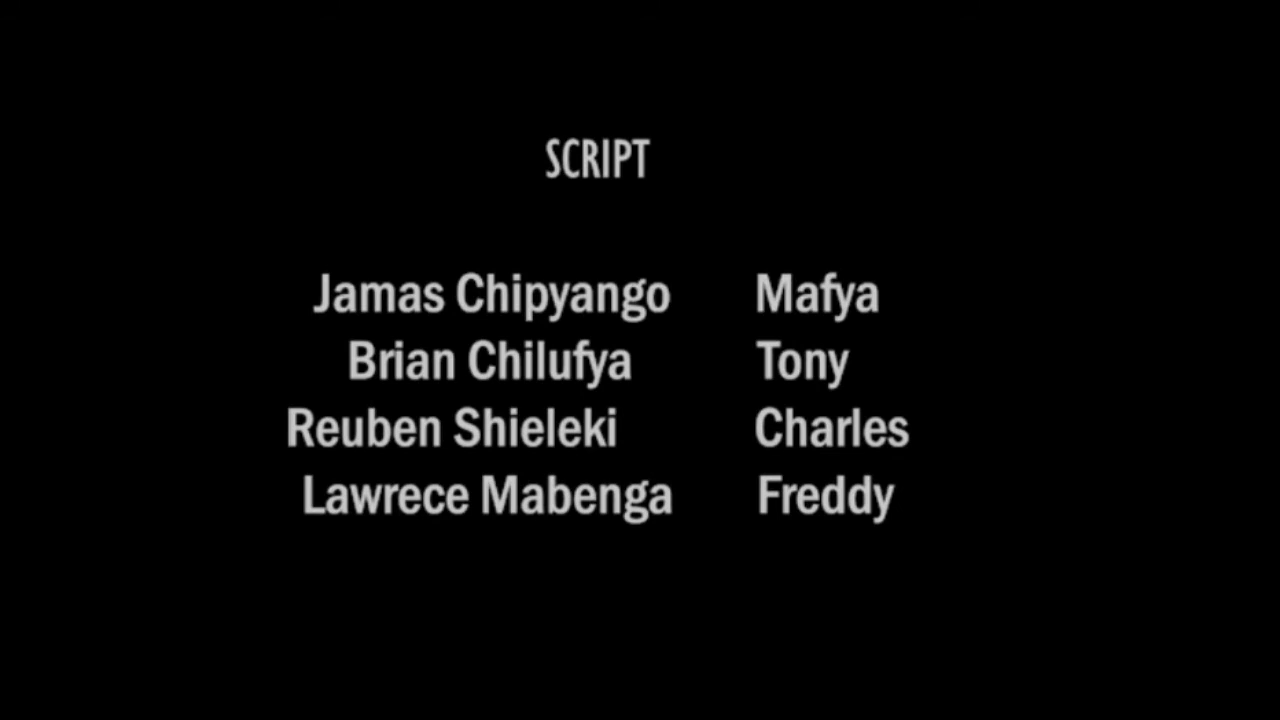 SCRIPT
Jamas Chipyango Mafya
Brian Chilufya Tony
Reuben Shieleki Charles
Lawrece Mabenga Freddy